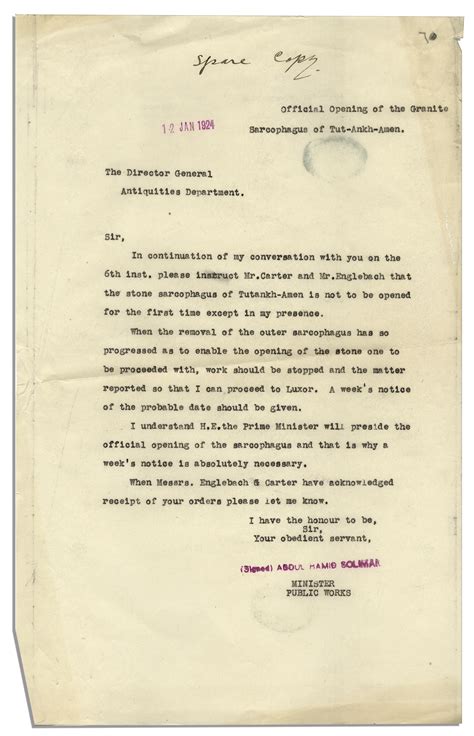 70
Spare Copy
12 JAN 1924
Official Opening of the Granite
Sarcophagus of Tut-Ankh-Amen.
The Director General
Antiquities Department.
Sir,
In continuation of my conversation with you on the
6th inst. please instruct Mr.Carter and Mr.Englebach that
the stone sarcophagus of Tutankh-Amen is not to be opened
for the first time except in my presence.
When the removal of the outer sarcophagus has so
progressed as to enable the opening of the stone one to
be proceeded with, work should be stopped and the matter
reported so that I can proceed to Luxor. A week's notice
of the probable date should be given.
I understand H.E.the Prime Minister will preside the
official opening of the sarcophagus and that is why a
week's notice is absolutely necessary.
When Messrs. Englebach & Carter have acknowledged
receipt of your orders please let me know.
I have the honour to be,
Sir,
Your obedient servant,
(Signed) ABDUL HAMID SOLIMAN
MINISTER
PUBLIC WORKS